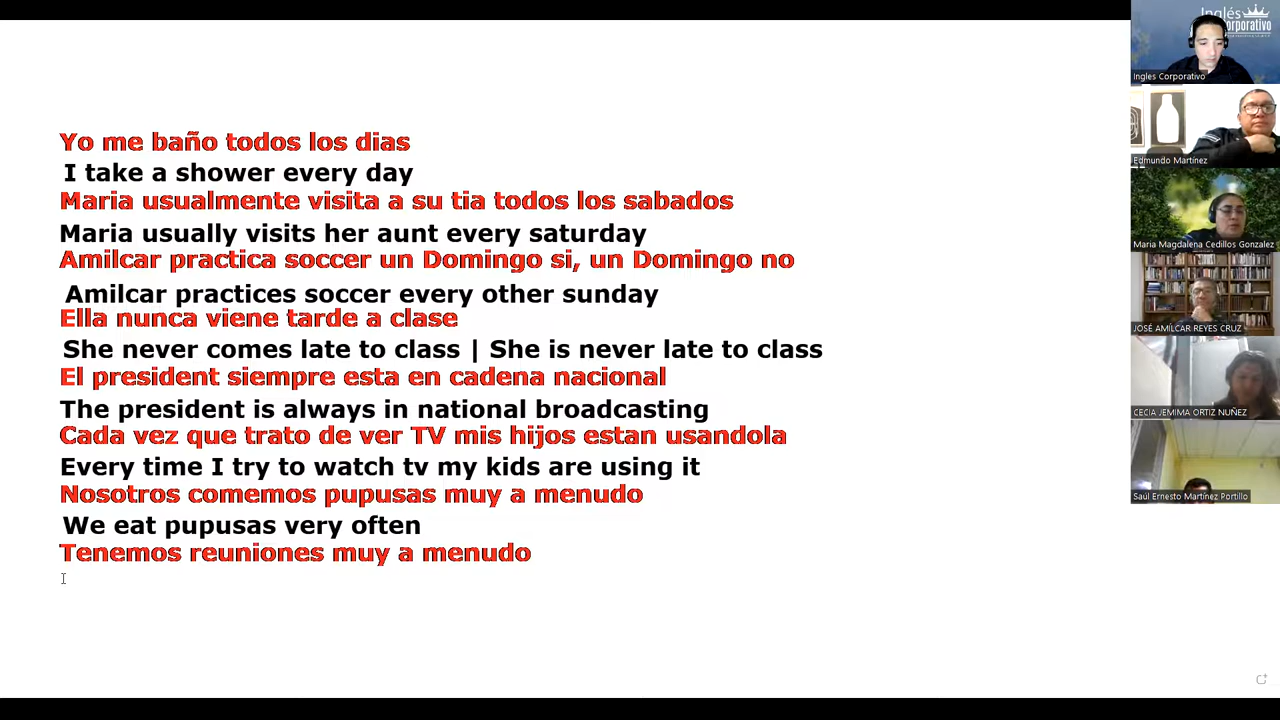 Yo me baño todos los dias
I take a shower every day
Maria usualmente visita a su tia todos los sabados
Maria usually visits her aunt every saturday
Amilcar practica soccer un Domingo si, un Domingo no
Amilcar practices soccer every other sunday
Ella nunca viene tarde a clase
She never comes late to class | She is never late to class
El president siempre esta en cadena nacional
The president is always in national broadcasting
Cada vez que trato de ver TV mis hijos estan usandola
Every time I try to watch tv my kids are using it
Nosotros comemos pupusas muy a menudo
We eat pupusas very often
Tenemos reuniones muy a menudo
Inglés
Corporativo
Ingles Corporativo
Edmundo Martínez
Maria Magdalena Cedillos Gonzalez
JOSÉ AMÍLCAR REYES CRUZ
CECIA JEMIMA ORTIZ NUÑEZ
Saúl Ernesto Martínez Portillo